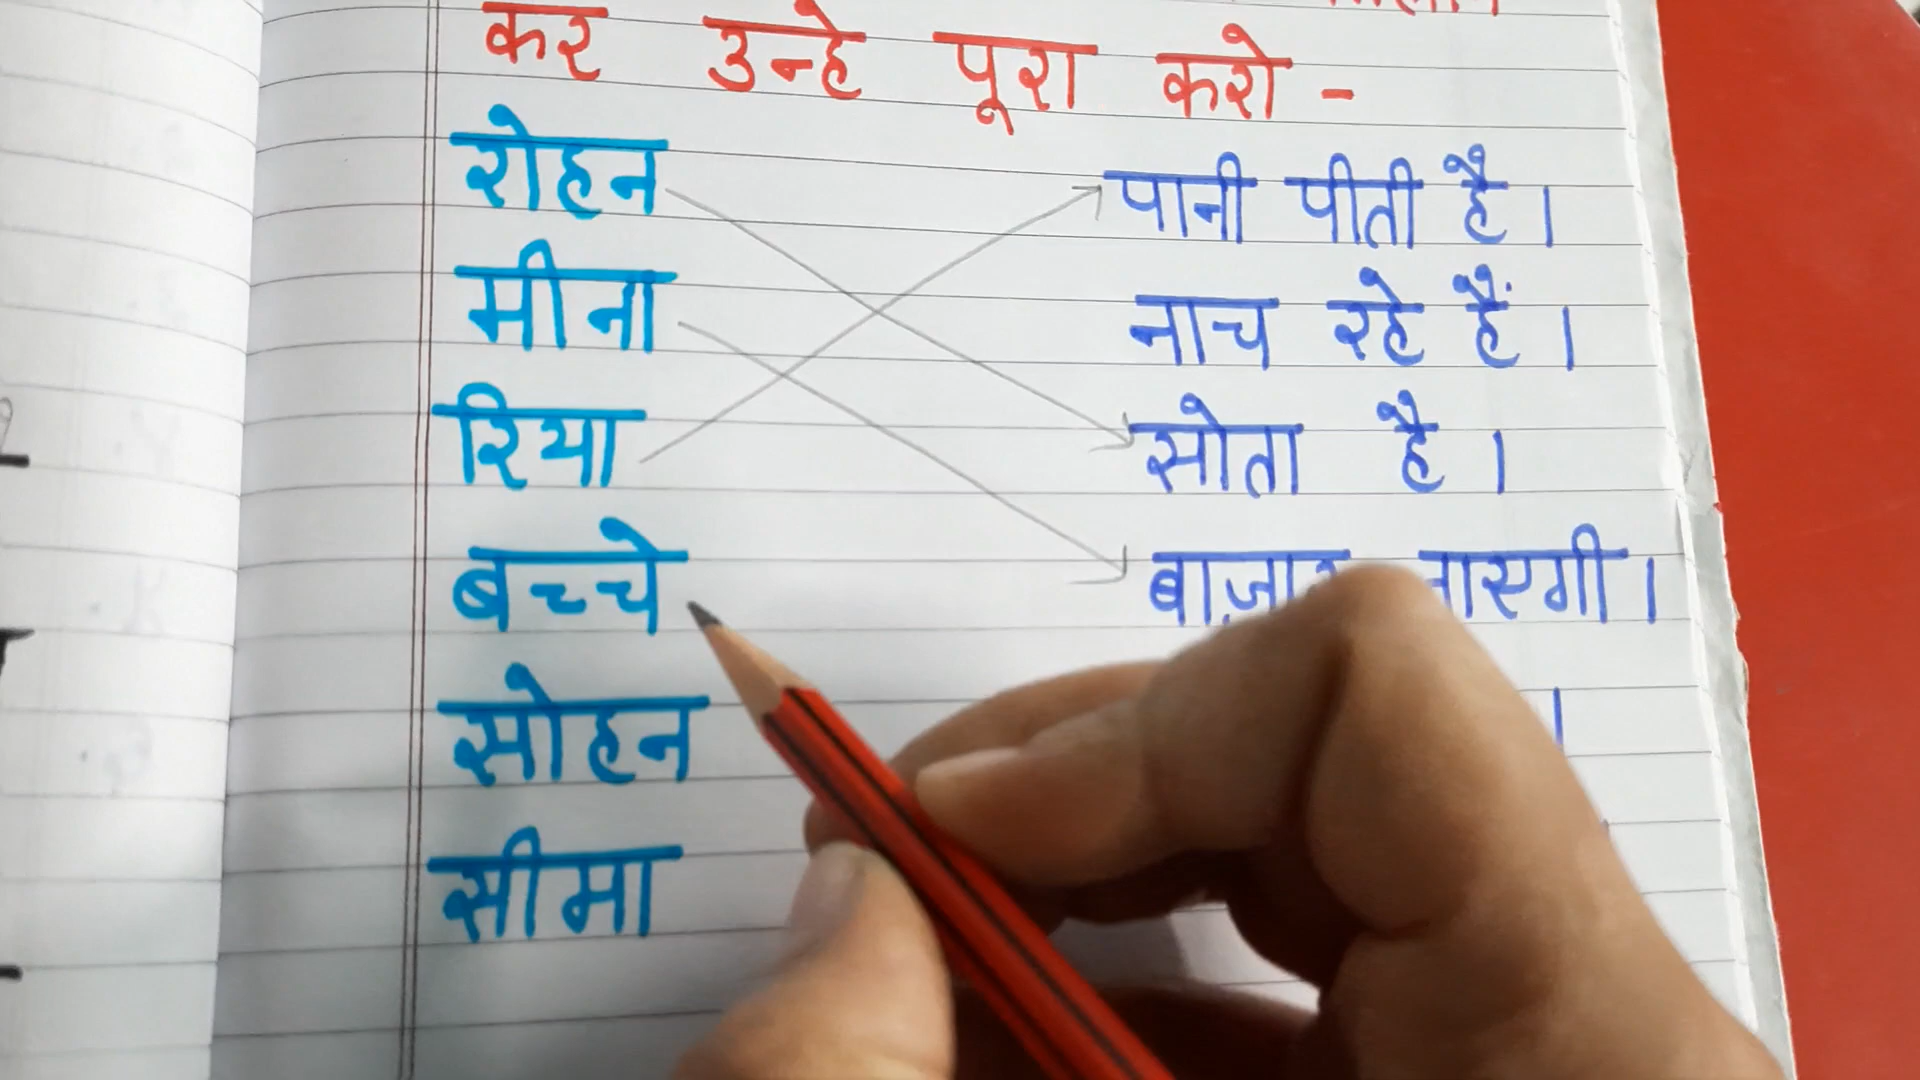 कर उन्हे पूरा करो -
रोहन पानी पीती है।
मीना नाच रहे हैं।
रिया सोता है।
बच्चे
सोहन
सीमा